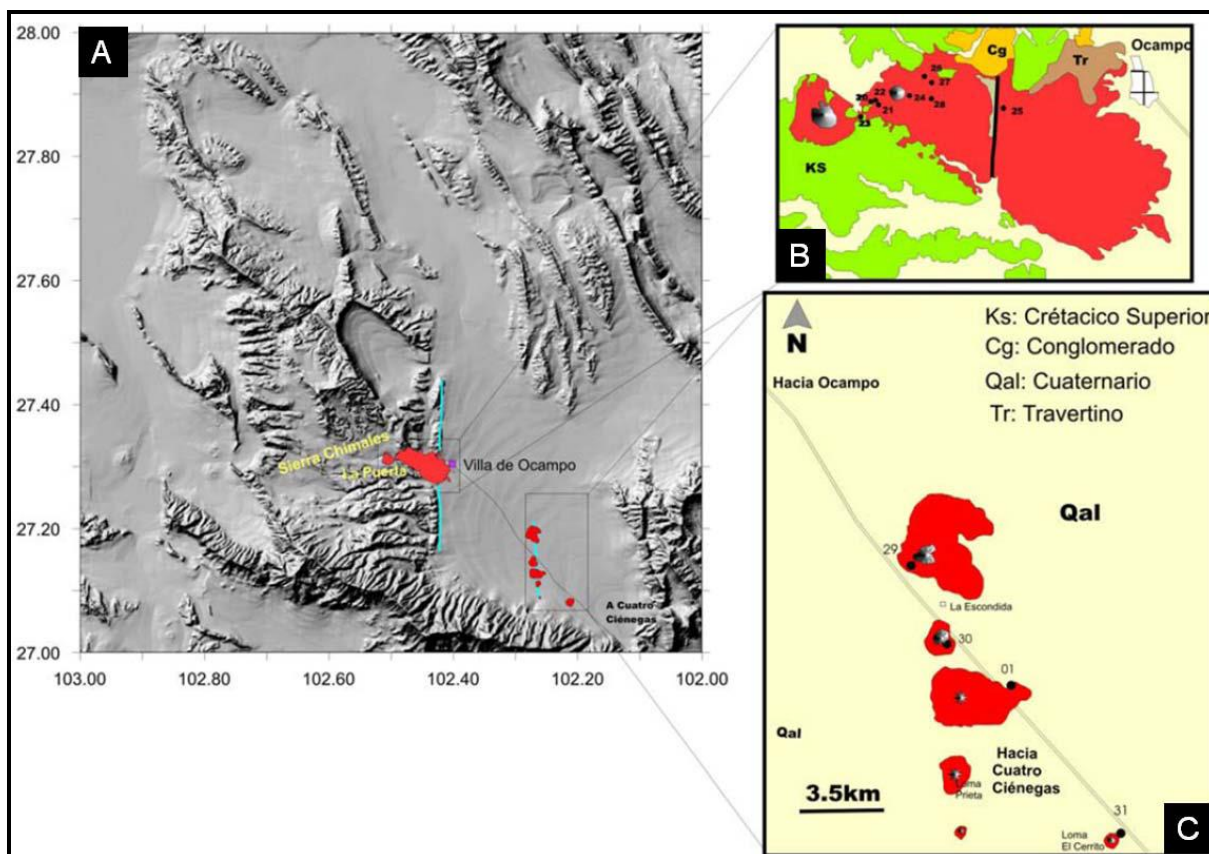 A
28.00
27.80
27.60
27.40
27.20
27.00
103.00 102.80 102.60 102.40 102.20 102.00
Sierra Chimales
La Puerta
Villa de Ocampo
A Cuatro
Ciénegas
B
Cg
Tr
Ocampo
KS
26
27
22
24
28
21
23
25
C
N
Hacia Ocampo
Ks: Crétacico Superior
Cg: Conglomerado
Qal: Cuaternario
Tr: Travertino
Qal
29
La Escondida
30
01
Qal
Hacia
Cuatro
Ciénegas
Loma
Prieta
3.5km
31
Loma
El Cerrito